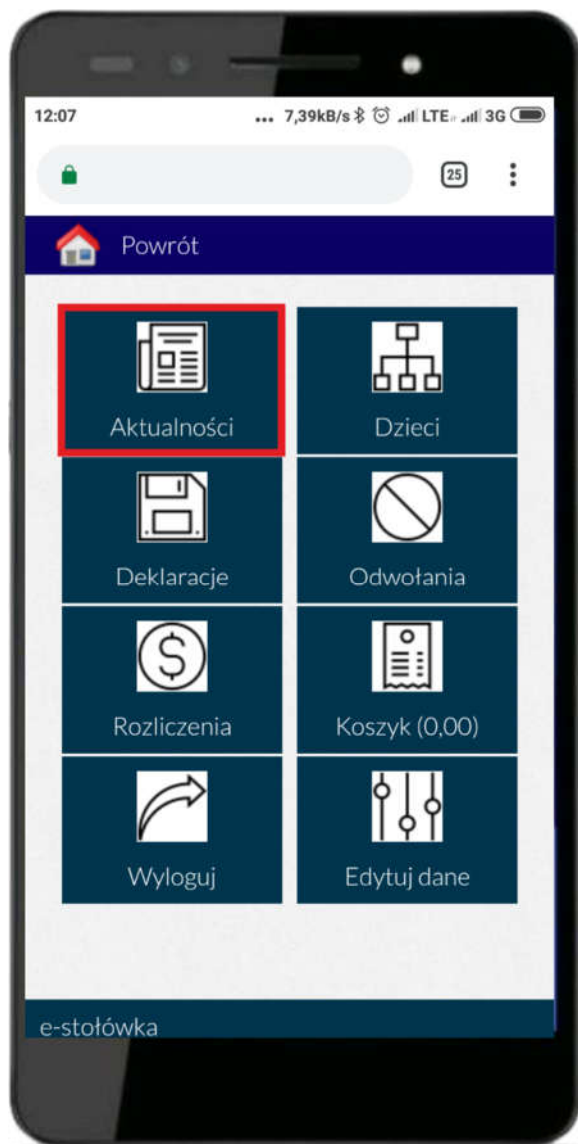 12:07 ... 7,39kB/s LTE 3G
25
Powrót
Aktualności Dzieci
Deklaracje Odwołania
Rozliczenia Koszyk (0,00)
Wyloguj Edytuj dane
e-stołówka